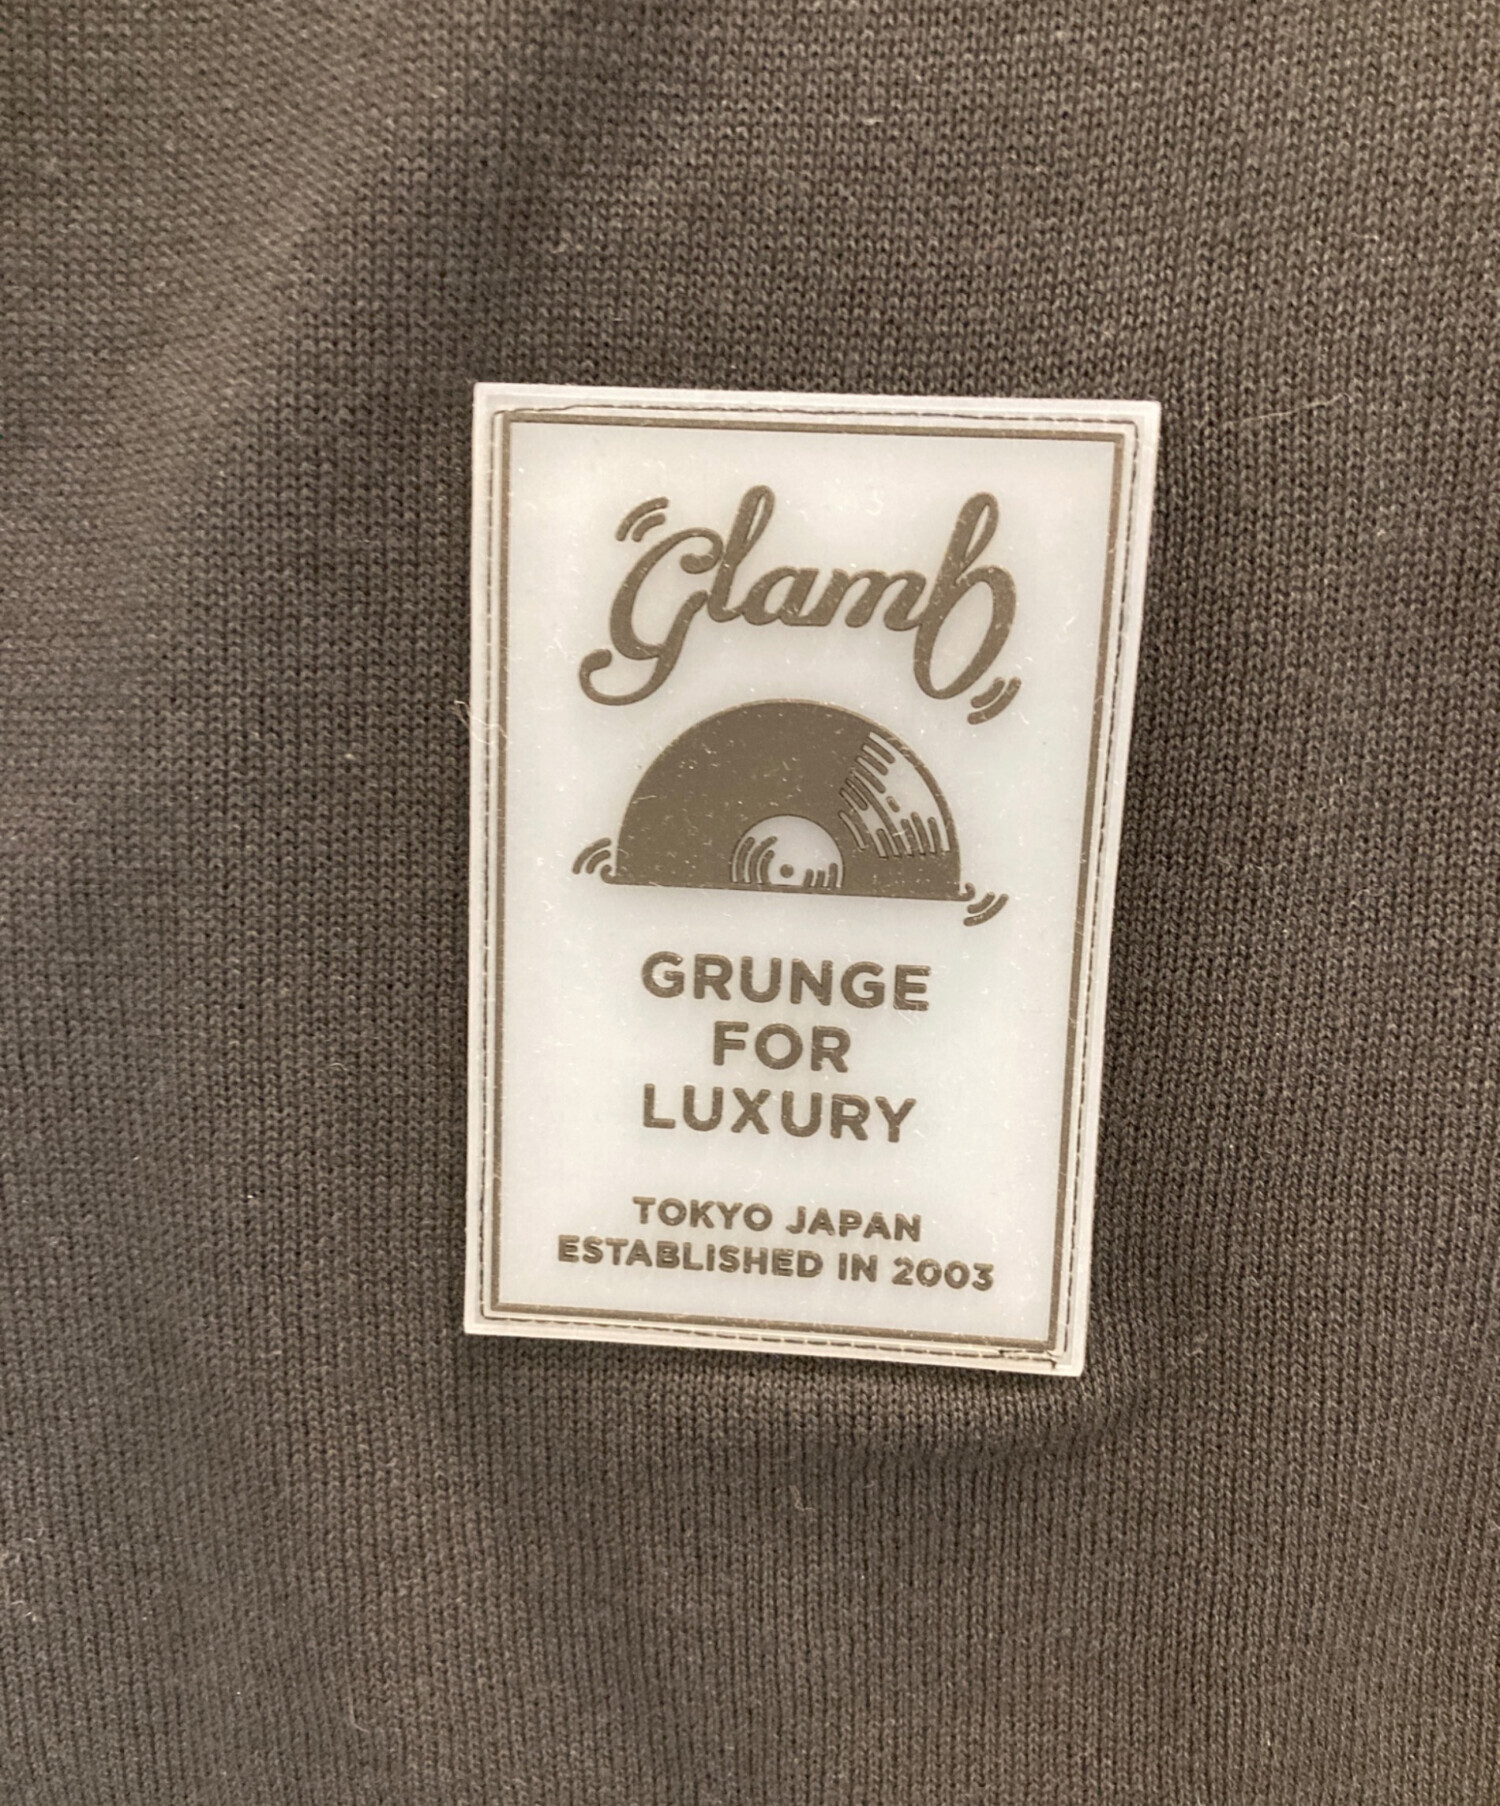 glamb
GRUNGE
FOR
LUXURY
TOKYO JAPAN
ESTABLISHED IN 2003